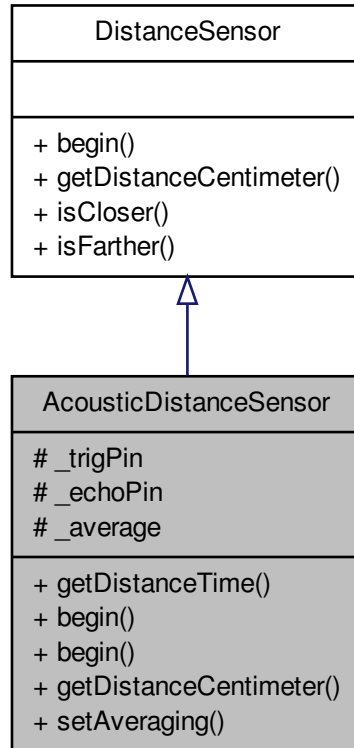 DistanceSensor
+ begin()
+ getDistanceCentimeter()
+ isCloser()
+ isFarther()
AcousticDistanceSensor
# _trigPin
# _echoPin
# _average
+ getDistanceTime()
+ begin()
+ begin()
+ getDistanceCentimeter()
+ setAveraging()